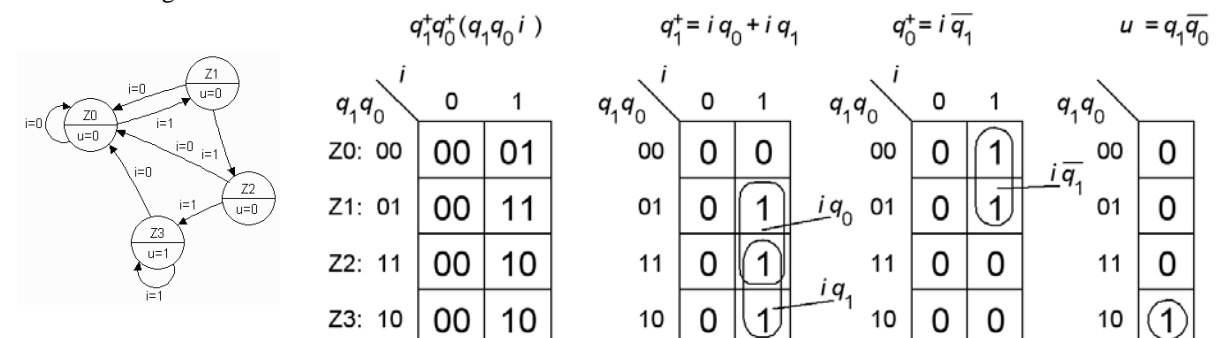 q₁⁺q₀⁺(q₁q₀i )
q₁⁺ = i q₀ + i q₁
q₀⁺ = i q̅₁
u = q₁q̅₀
Z1
u=0
i=0
Z0
u=0
i=0
i=1
i=0
i=1
Z2
u=0
i=0
i=1
Z3
u=1
i=1
i
q₁q₀ 0 1
Z0: 00 00 01
Z1: 01 00 11
Z2: 11 00 10
Z3: 10 00 10
i
q₁q₀ 0 1
00 0 0
01 0 1
11 0 1
10 0 1
i q₀
i q₁
i
q₁q₀ 0 1
00 0 1
01 0 1
11 0 0
10 0 0
i q̅₁
q₁q₀
00 0
01 0
11 0
10 1